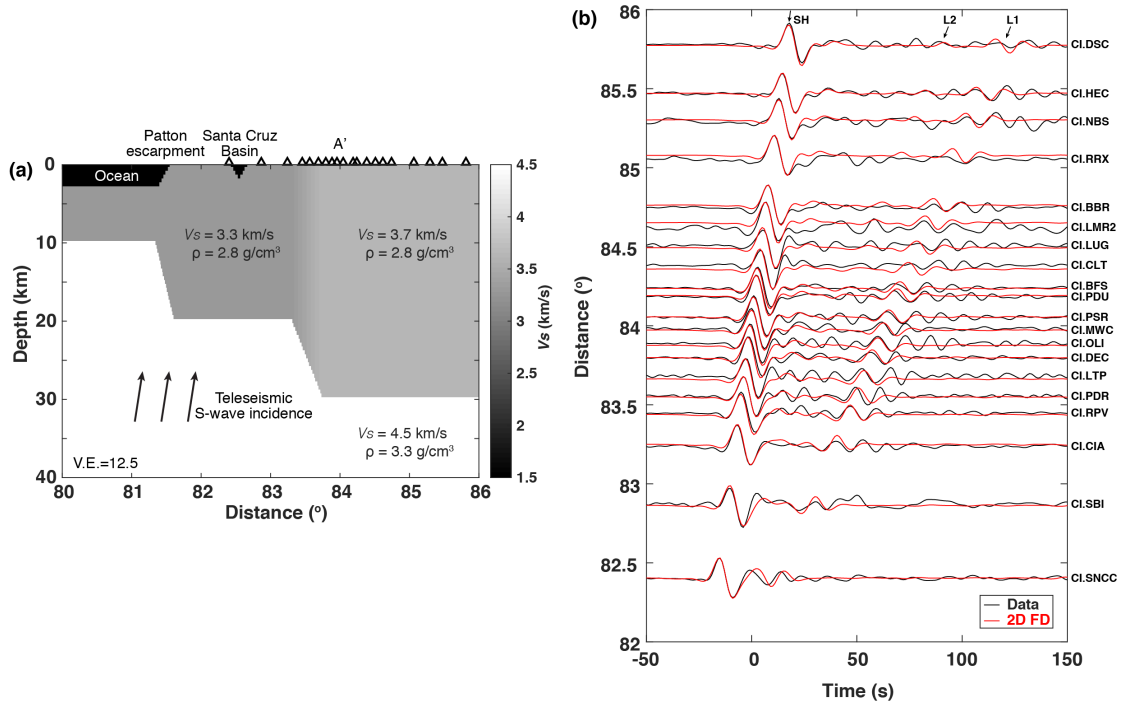 (a)
Patton
escarpment
Santa Cruz
Basin
A'
Ocean
Vs = 3.3 km/s
ρ = 2.8 g/cm³
Vs = 3.7 km/s
ρ = 2.8 g/cm³
Teleseismic
S-wave incidence
Vs = 4.5 km/s
ρ = 3.3 g/cm³
V.E.=12.5
0
10
20
30
40
Depth (km)
80
81
82
83
84
85
86
Distance (º)
4.5
4
3.5
3
2.5
2
1.5
Vs (km/s)
(b)
86
85.5
85
84.5
84
83.5
83
82.5
82
Distance (º)
SH
L2
L1
CI.DSC
CI.HEC
CI.NBS
CI.RRX
CI.BBR
CI.LMR2
CI.LUG
CI.CLT
CI.BFS
CI.PDU
CI.PSR
CI.MWC
CI.OLI
CI.DEC
CI.LTP
CI.PDR
CI.RPV
CI.CIA
CI.SBI
CI.SNCC
Data
2D FD
-50
0
50
100
150
Time (s)